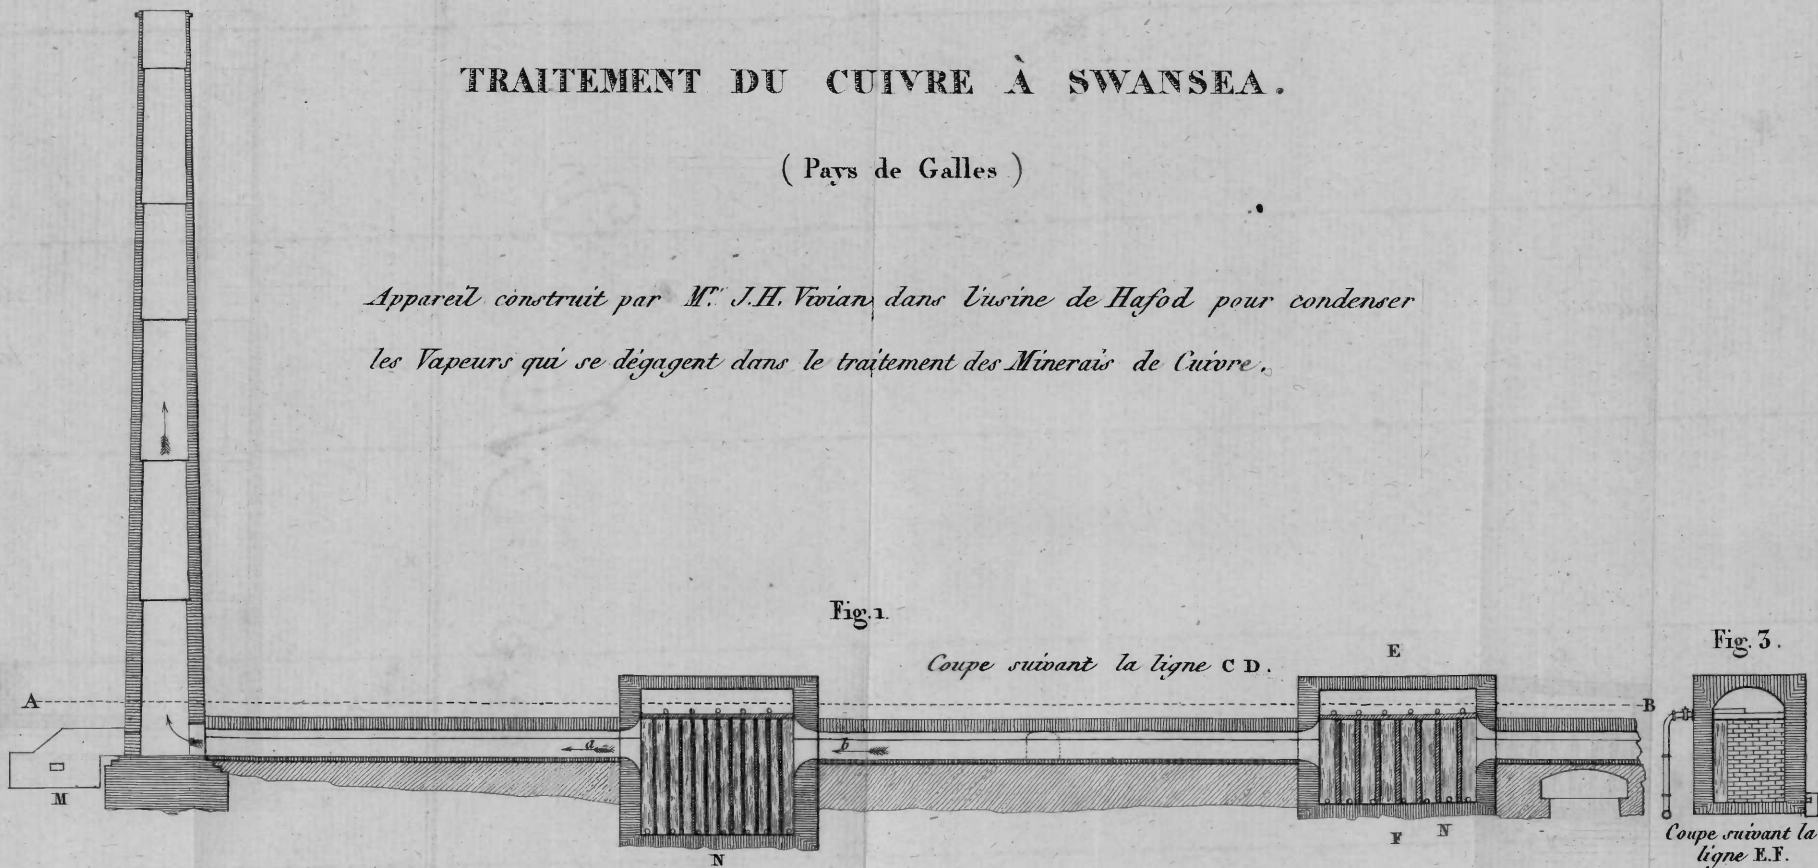 TRAITEMENT DU CUIVRE À SWANSEA.
( Pays de Galles )
Appareil construit par Mr. J.H. Vivian dans l'usine de Hafod pour condenser
les Vapeurs qui se dégagent dans le traitement des Minerais de Cuivre.
Fig. 1.
Coupe suivant la ligne C D.
E
Fig. 3.
A
B
a
b
M
N
F
N
Coupe suivant la
ligne E.F.